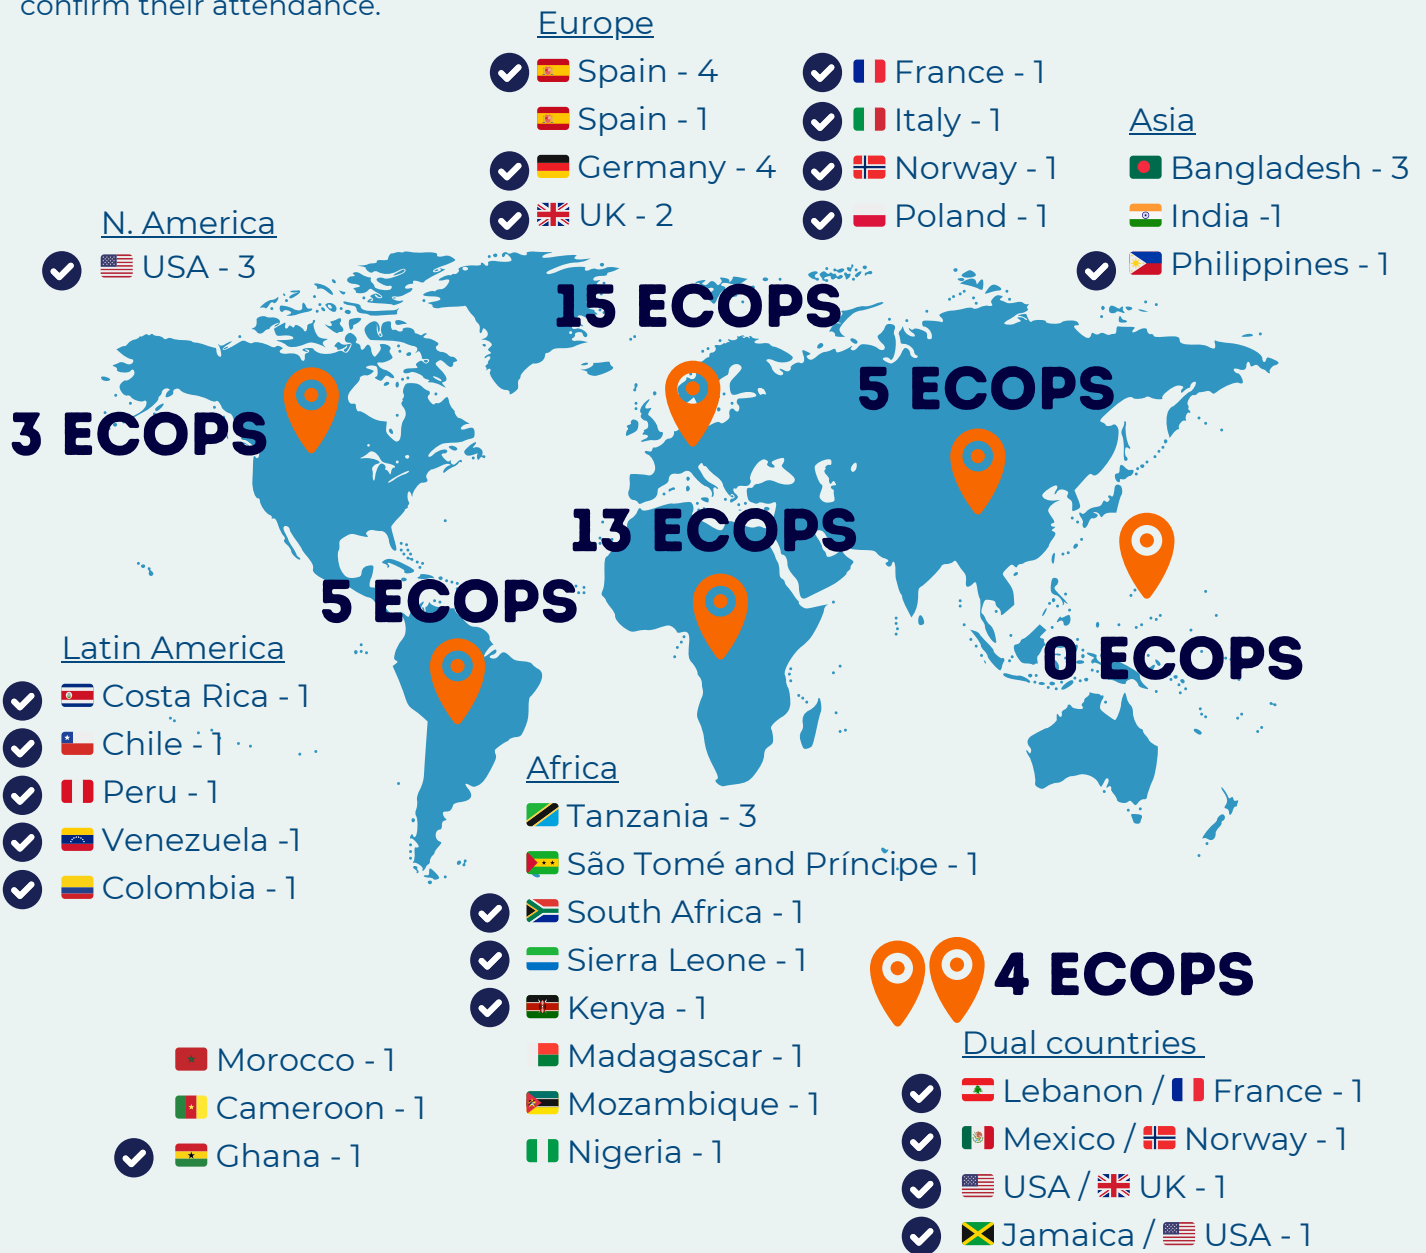 confirm their attendance.
Europe
Spain - 4
Spain - 1
Germany - 4
UK - 2
France - 1
Italy - 1
Norway - 1
Poland - 1
Asia
Bangladesh - 3
India -1
Philippines - 1
N. America
USA - 3
15 ECOPS
5 ECOPS
3 ECOPS
13 ECOPS
5 ECOPS
0 ECOPS
Latin America
Costa Rica - 1
Chile - 1
Peru - 1
Venezuela -1
Colombia - 1
Africa
Tanzania - 3
São Tomé and Príncipe - 1
South Africa - 1
Sierra Leone - 1
Kenya - 1
Madagascar - 1
Mozambique - 1
Nigeria - 1
Morocco - 1
Cameroon - 1
Ghana - 1
4 ECOPS
Dual countries
Lebanon / France - 1
Mexico / Norway - 1
USA / UK - 1
Jamaica / USA - 1